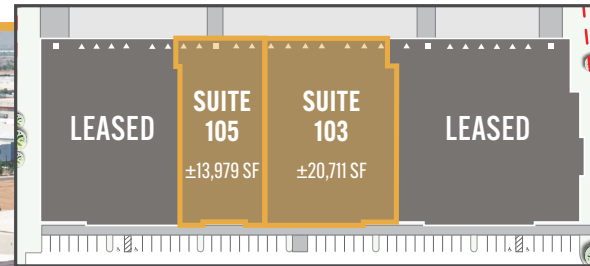 LEASED
SUITE
105
±13,979 SF
SUITE
103
±20,711 SF
LEASED